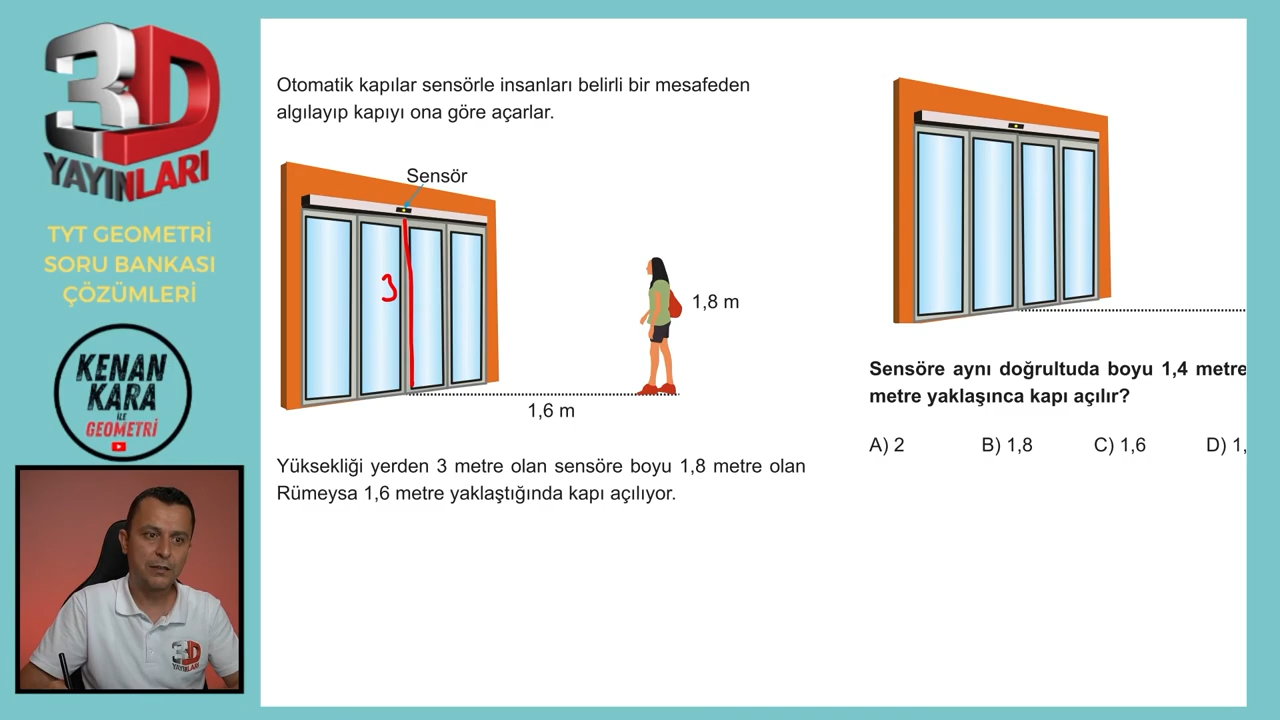 3D
YAYINLARI
TYT GEOMETRİ
SORU BANKASI
ÇÖZÜMLERİ
KENAN
KARA
İLE
GEOMETRİ
3D
YAYINLARI
Otomatik kapılar sensörle insanları belirli bir mesafeden
algılayıp kapıyı ona göre açarlar.
Sensör
3
1,8 m
1,6 m
Yüksekliği yerden 3 metre olan sensöre boyu 1,8 metre olan
Rümeysa 1,6 metre yaklaştığında kapı açılıyor.
Sensöre aynı doğrultuda boyu 1,4 metre
metre yaklaşınca kapı açılır?
A) 2 B) 1,8 C) 1,6 D) 1,